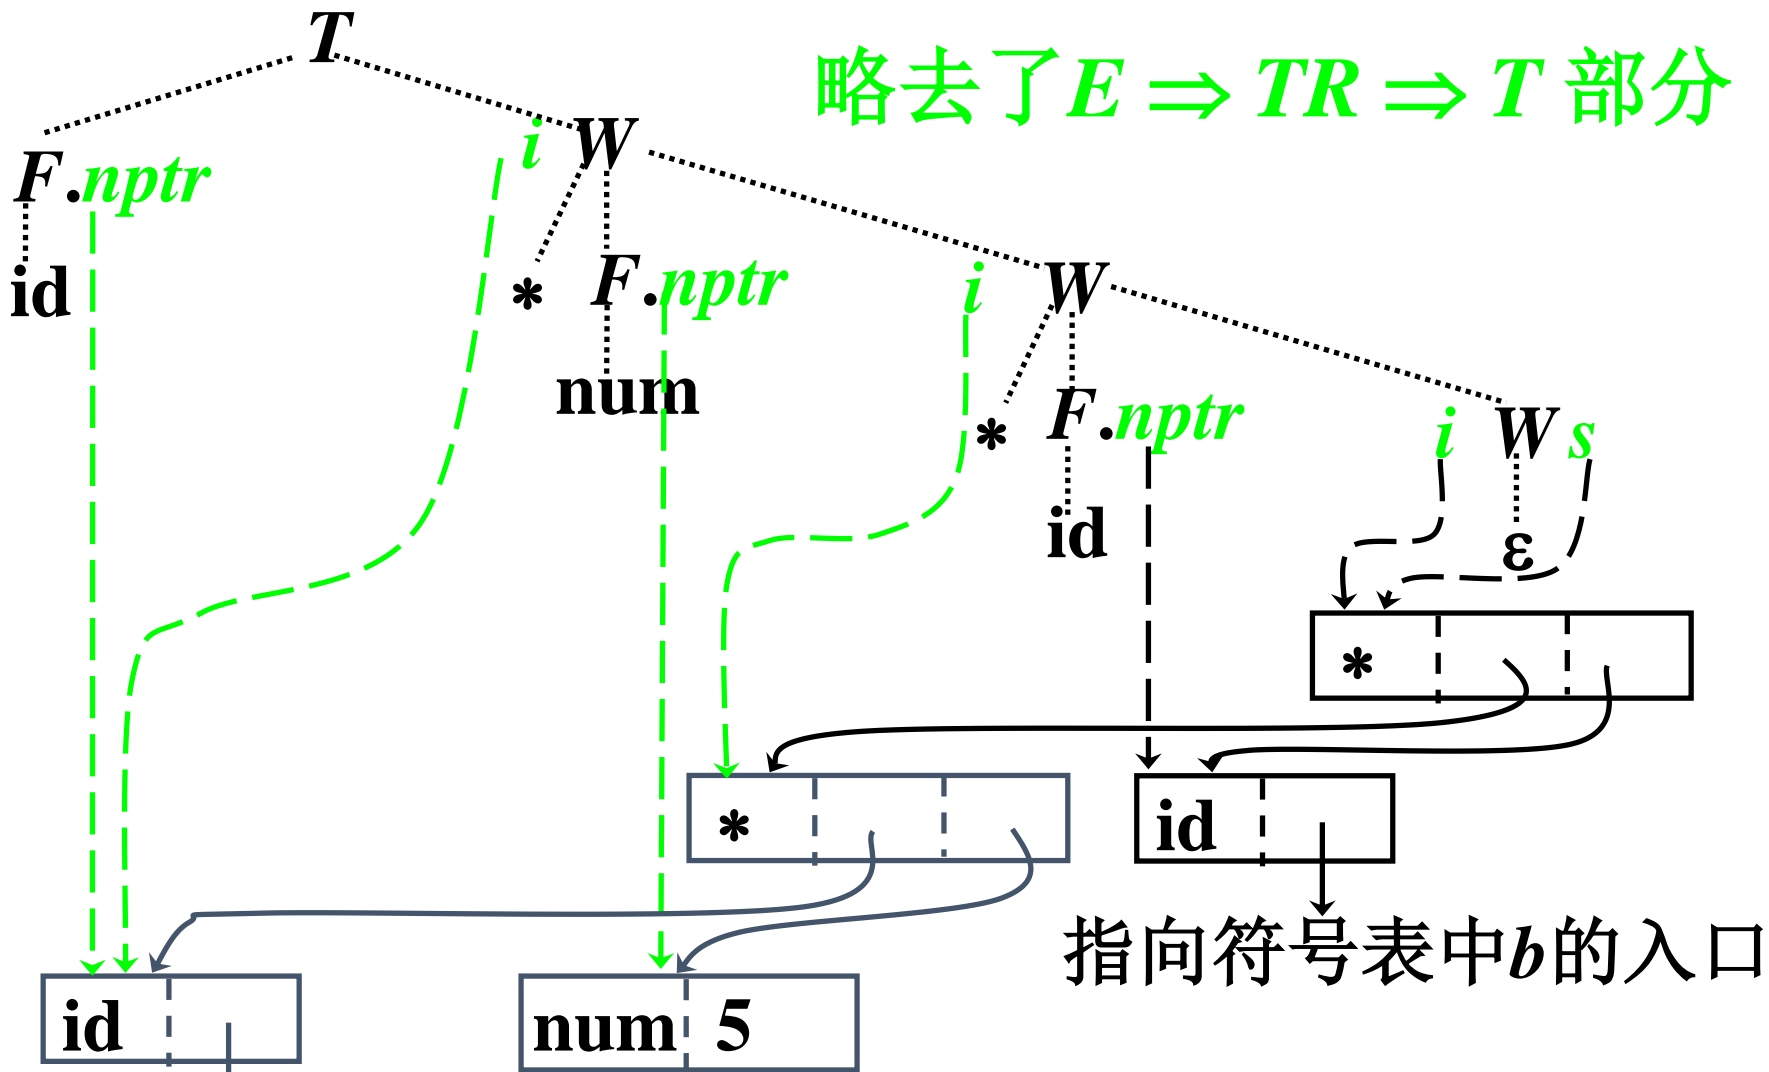 T
略去了E ⇒ TR ⇒ T 部分
i W
F.nptr
id
* F.nptr
i W
num
* F.nptr
i W s
id
ε
*
* 
id
指向符号表中b的入口
id
num 5